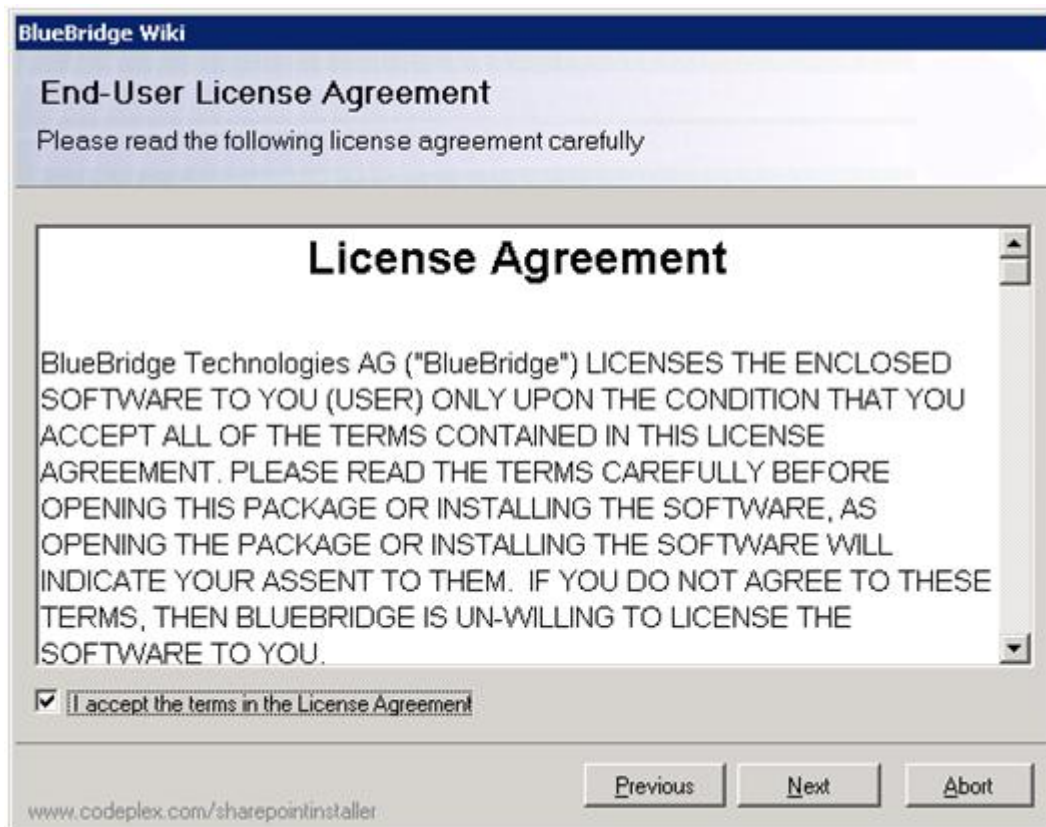 BlueBridge Wiki
End-User License Agreement
Please read the following license agreement carefully
License Agreement
BlueBridge Technologies AG ("BlueBridge") LICENSES THE ENCLOSED
SOFTWARE TO YOU (USER) ONLY UPON THE CONDITION THAT YOU
ACCEPT ALL OF THE TERMS CONTAINED IN THIS LICENSE
AGREEMENT. PLEASE READ THE TERMS CAREFULLY BEFORE
OPENING THIS PACKAGE OR INSTALLING THE SOFTWARE, AS
OPENING THE PACKAGE OR INSTALLING THE SOFTWARE WILL
INDICATE YOUR ASSENT TO THEM.  IF YOU DO NOT AGREE TO THESE
TERMS, THEN BLUEBRIDGE IS UN-WILLING TO LICENSE THE
SOFTWARE TO YOU.
I accept the terms in the License Agreement
Previous Next Abort
www.codeplex.com/sharepointinstaller